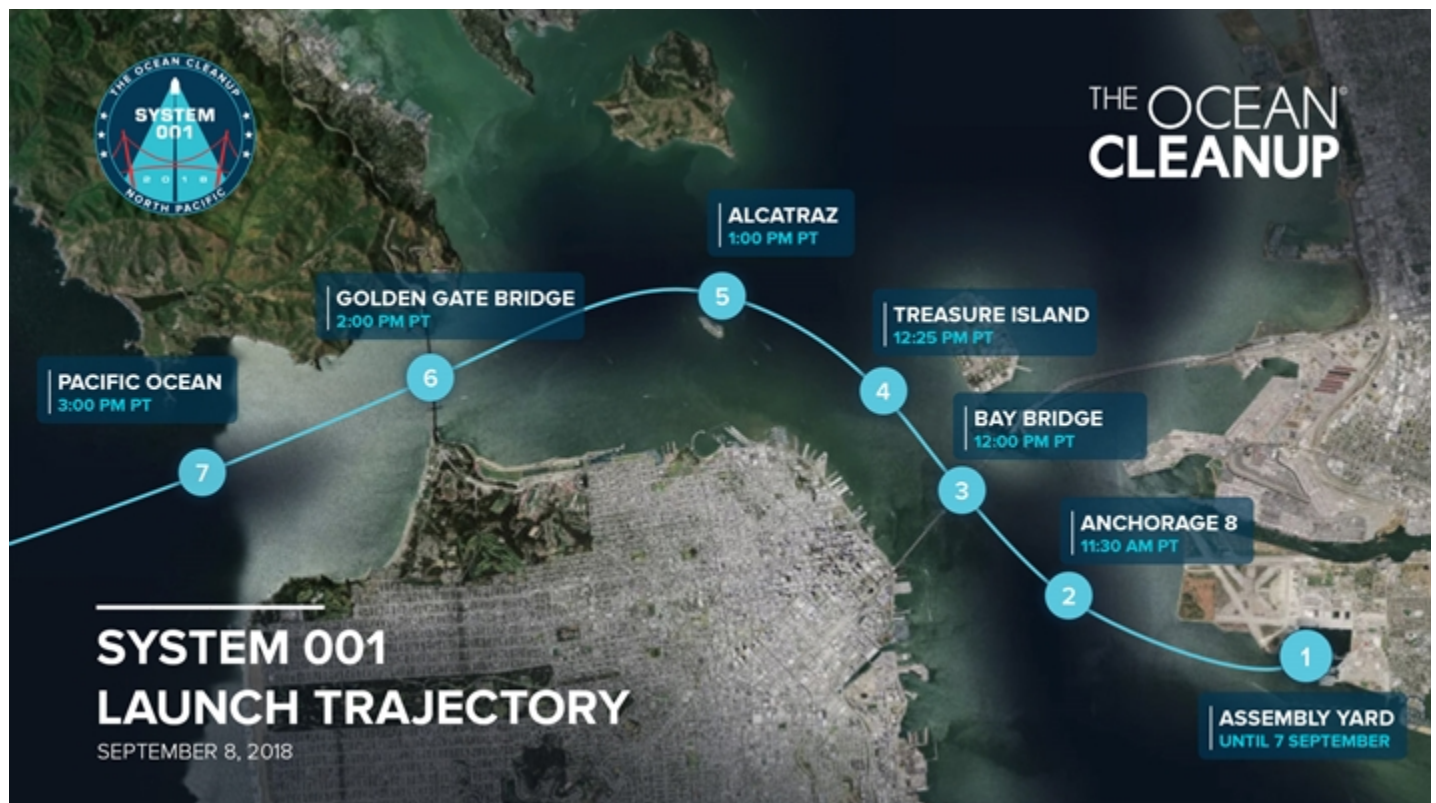 THE OCEAN CLEANUP
SYSTEM
001
2018
NORTH PACIFIC
THE OCEAN
CLEANUP
ALCATRAZ
1:00 PM PT
GOLDEN GATE BRIDGE
2:00 PM PT
TREASURE ISLAND
12:25 PM PT
PACIFIC OCEAN
3:00 PM PT
BAY BRIDGE
12:00 PM PT
ANCHORAGE 8
11:30 AM PT
5
6
4
7
3
2
1
SYSTEM 001
LAUNCH TRAJECTORY
SEPTEMBER 8, 2018
ASSEMBLY YARD
UNTIL 7 SEPTEMBER